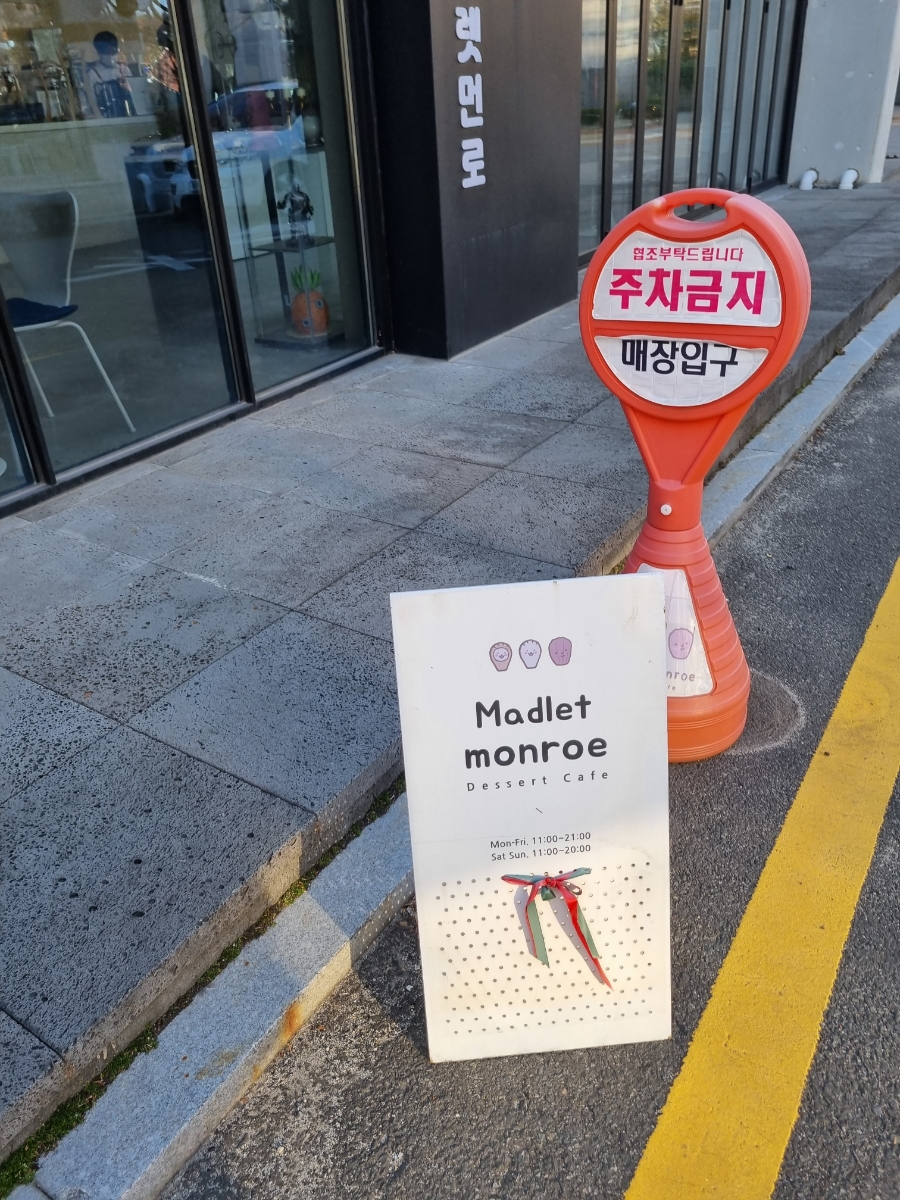 렛먼로
협조부탁드립니다
주차금지
매장입구
Madlet
monroe
Dessert Cafe
Mon-Fri. 11:00~21:00
Sat Sun. 11:00~20:00
nroe